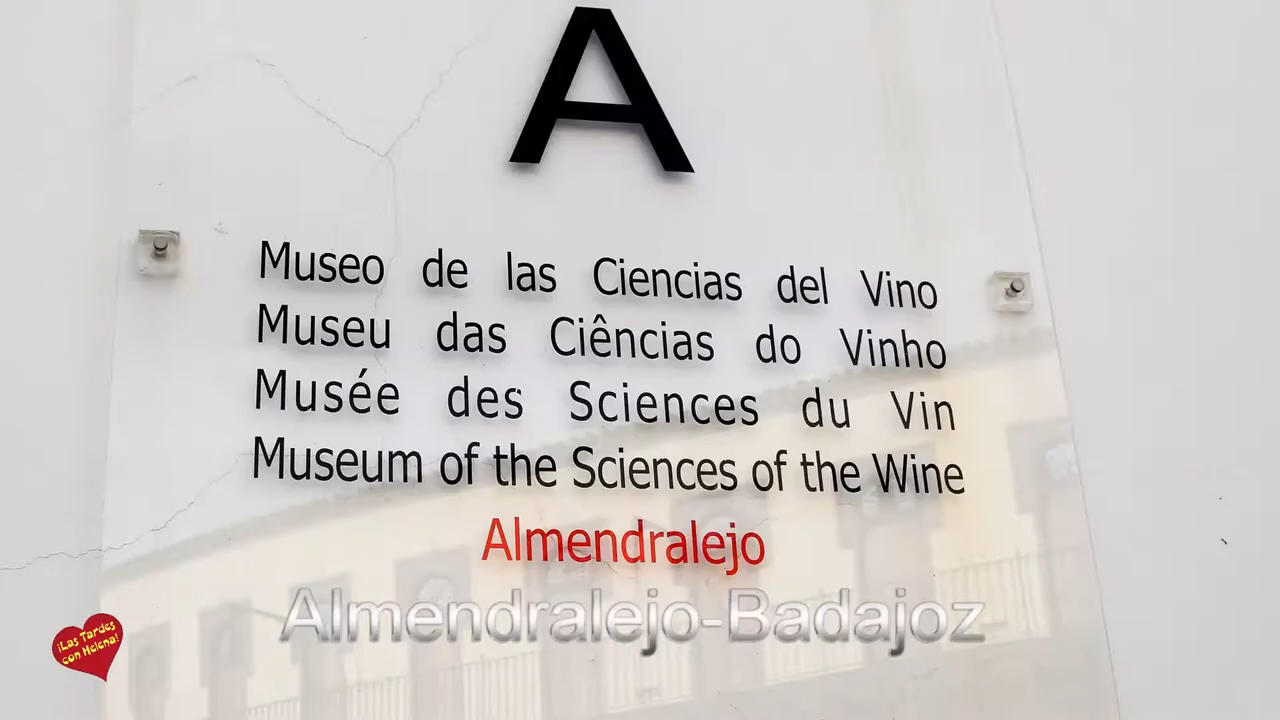 A
Museo de las Ciencias del Vino
Museu das Ciências do Vinho
Musée des Sciences du Vin
Museum of the Sciences of the Wine
Almendralejo
Almendralejo-Badajoz
¡Las Tardes
con Helena!